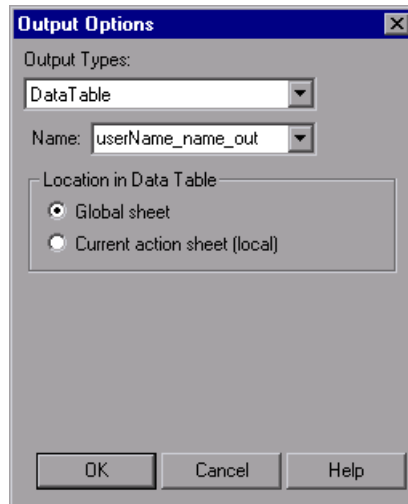 Output Options
Output Types:
DataTable
Name: userName_name_out
Location in Data Table
Global sheet
Current action sheet (local)
OK Cancel Help